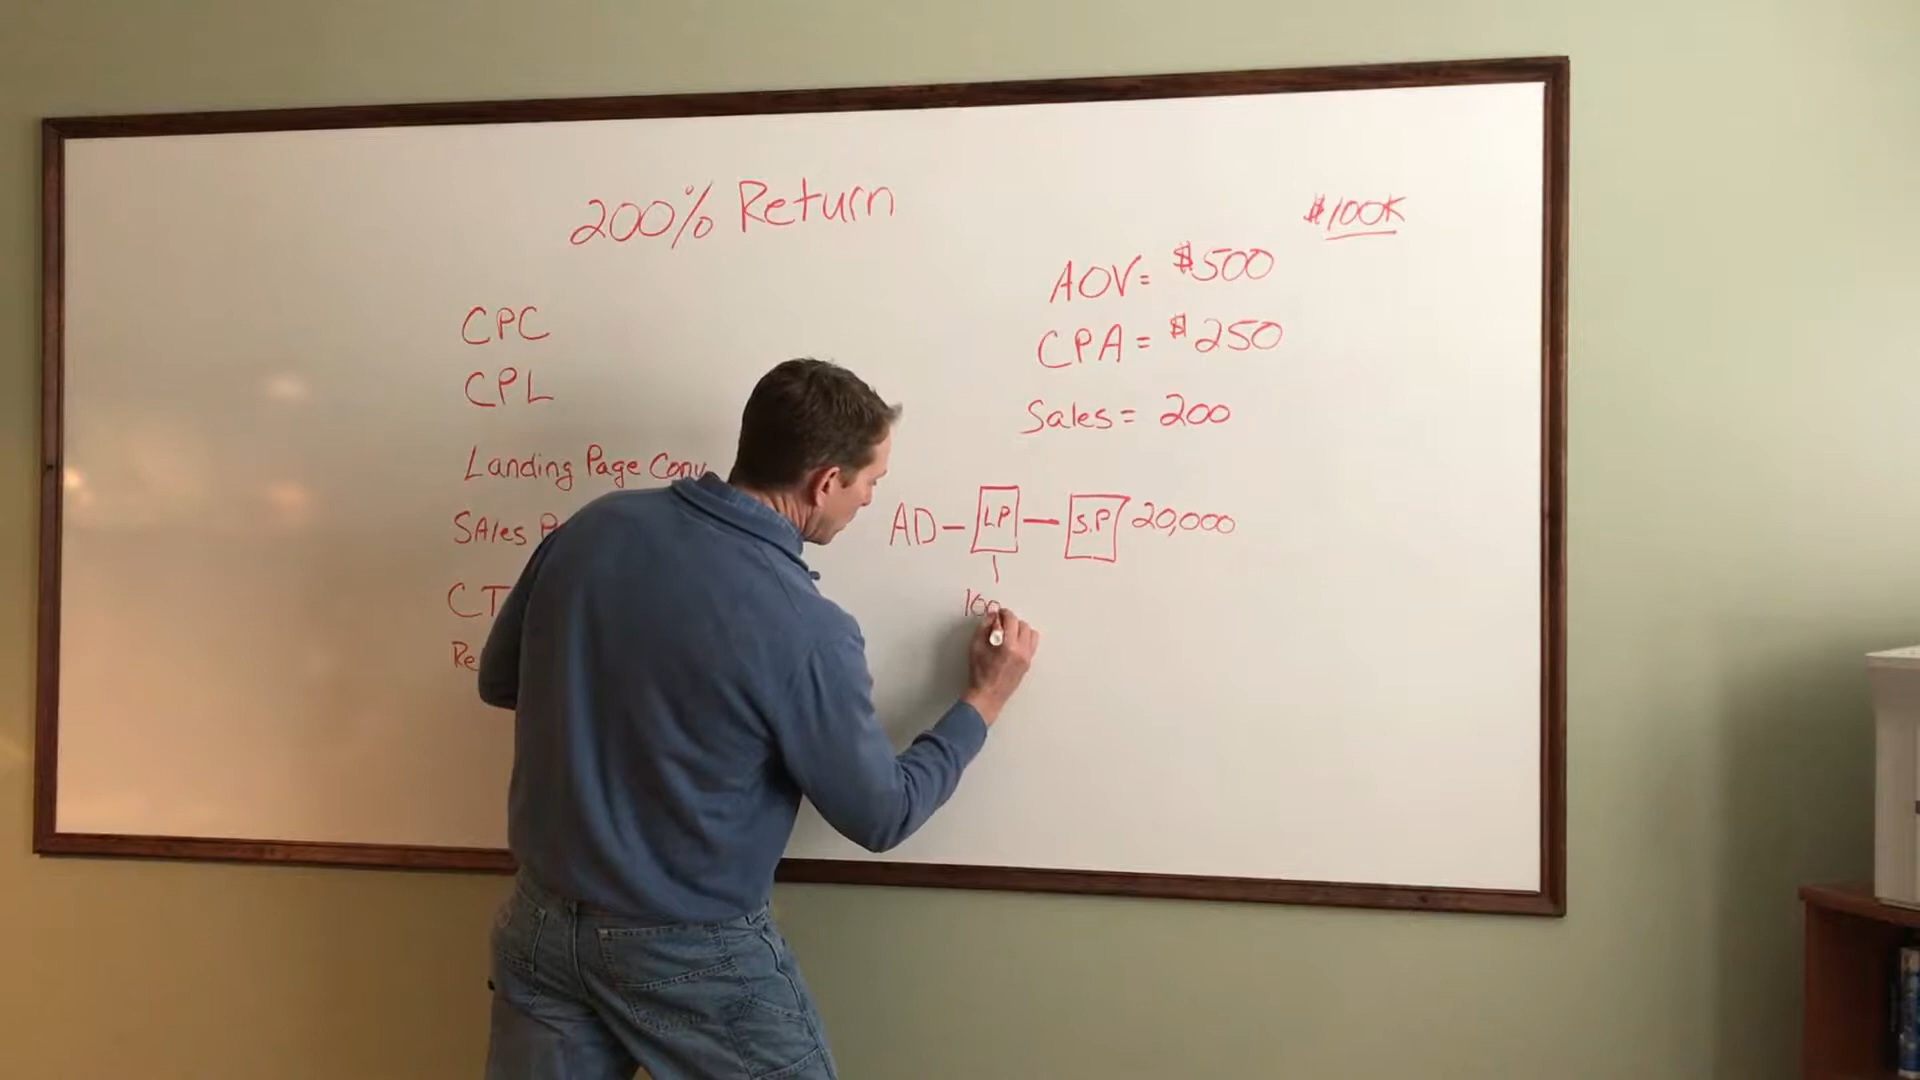 200% Return
$100K
AOV= $500
CPC
CPA= $250
CPL
Sales= 200
Landing Page Conv
SAles
AD - LP - S.P 20,000